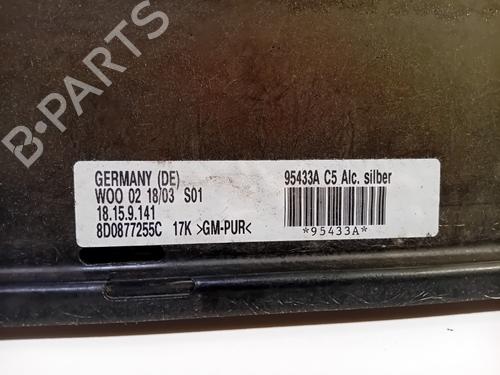 B-PARTS
GERMANY (DE)
WOO 02 18/03 S01
18.15.9.141
8D0877255C 17K >GM-PUR<
95433A C5 Alc. silber
*95433A*